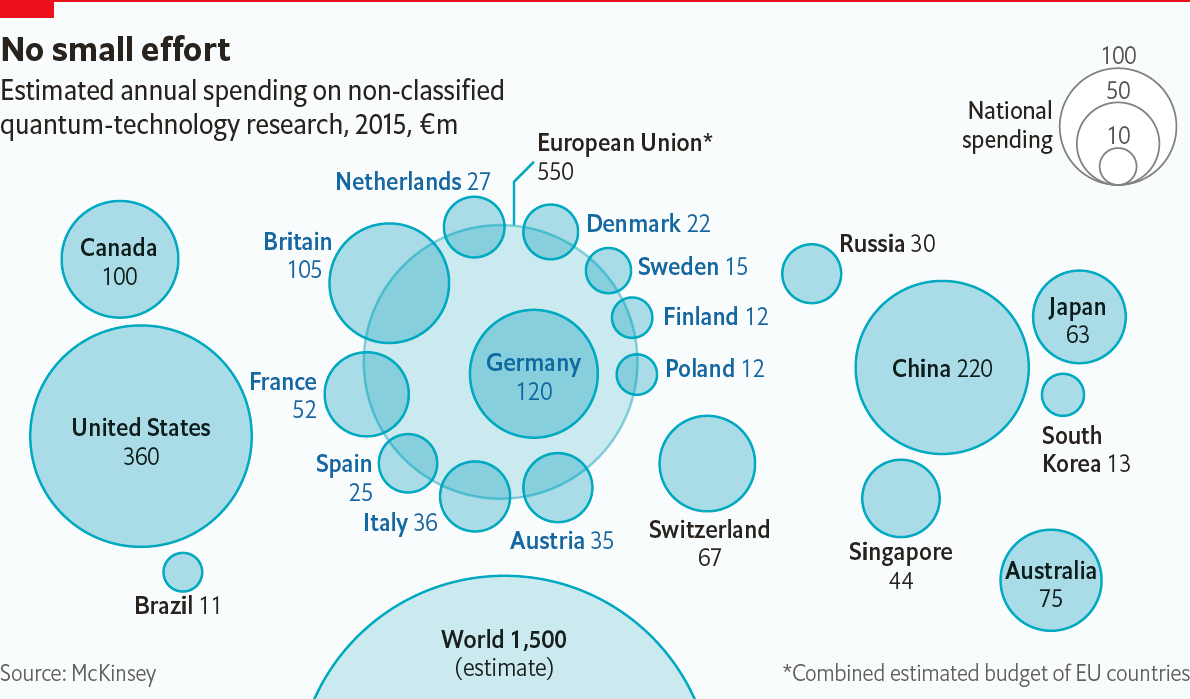 No small effort
Estimated annual spending on non-classified
quantum-technology research, 2015, €m
National
spending
100
50
10
European Union*
550
Netherlands 27
Denmark 22
Britain
105
Sweden 15
Finland 12
Poland 12
Germany
120
France
52
Spain
25
Italy 36
Austria 35
Canada
100
United States
360
Brazil 11
Switzerland
67
Russia 30
China 220
Japan
63
South
Korea 13
Singapore
44
Australia
75
World 1,500
(estimate)
Source: McKinsey
*Combined estimated budget of EU countries